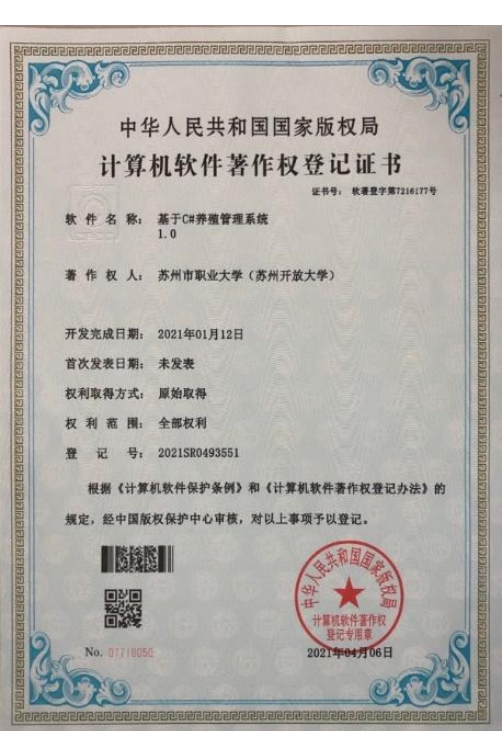 中华人民共和国国家版权局
计算机软件著作权登记证书
证书号： 软著登字第7216177号
软 件 名 称： 基于C#养殖管理系统
1.0
著 作 权 人： 苏州市职业大学（苏州开放大学）
开发完成日期： 2021年01月12日
首次发表日期： 未发表
权利取得方式： 原始取得
权 利 范 围： 全部权利
登 记 号： 2021SR0493551
根据《计算机软件保护条例》和《计算机软件著作权登记办法》的
规定，经中国版权保护中心审核，对以上事项予以登记。
中华人民共和国国家版权局
计算机软件著作权
登记专用章
No. 07718050
2021年04月06日